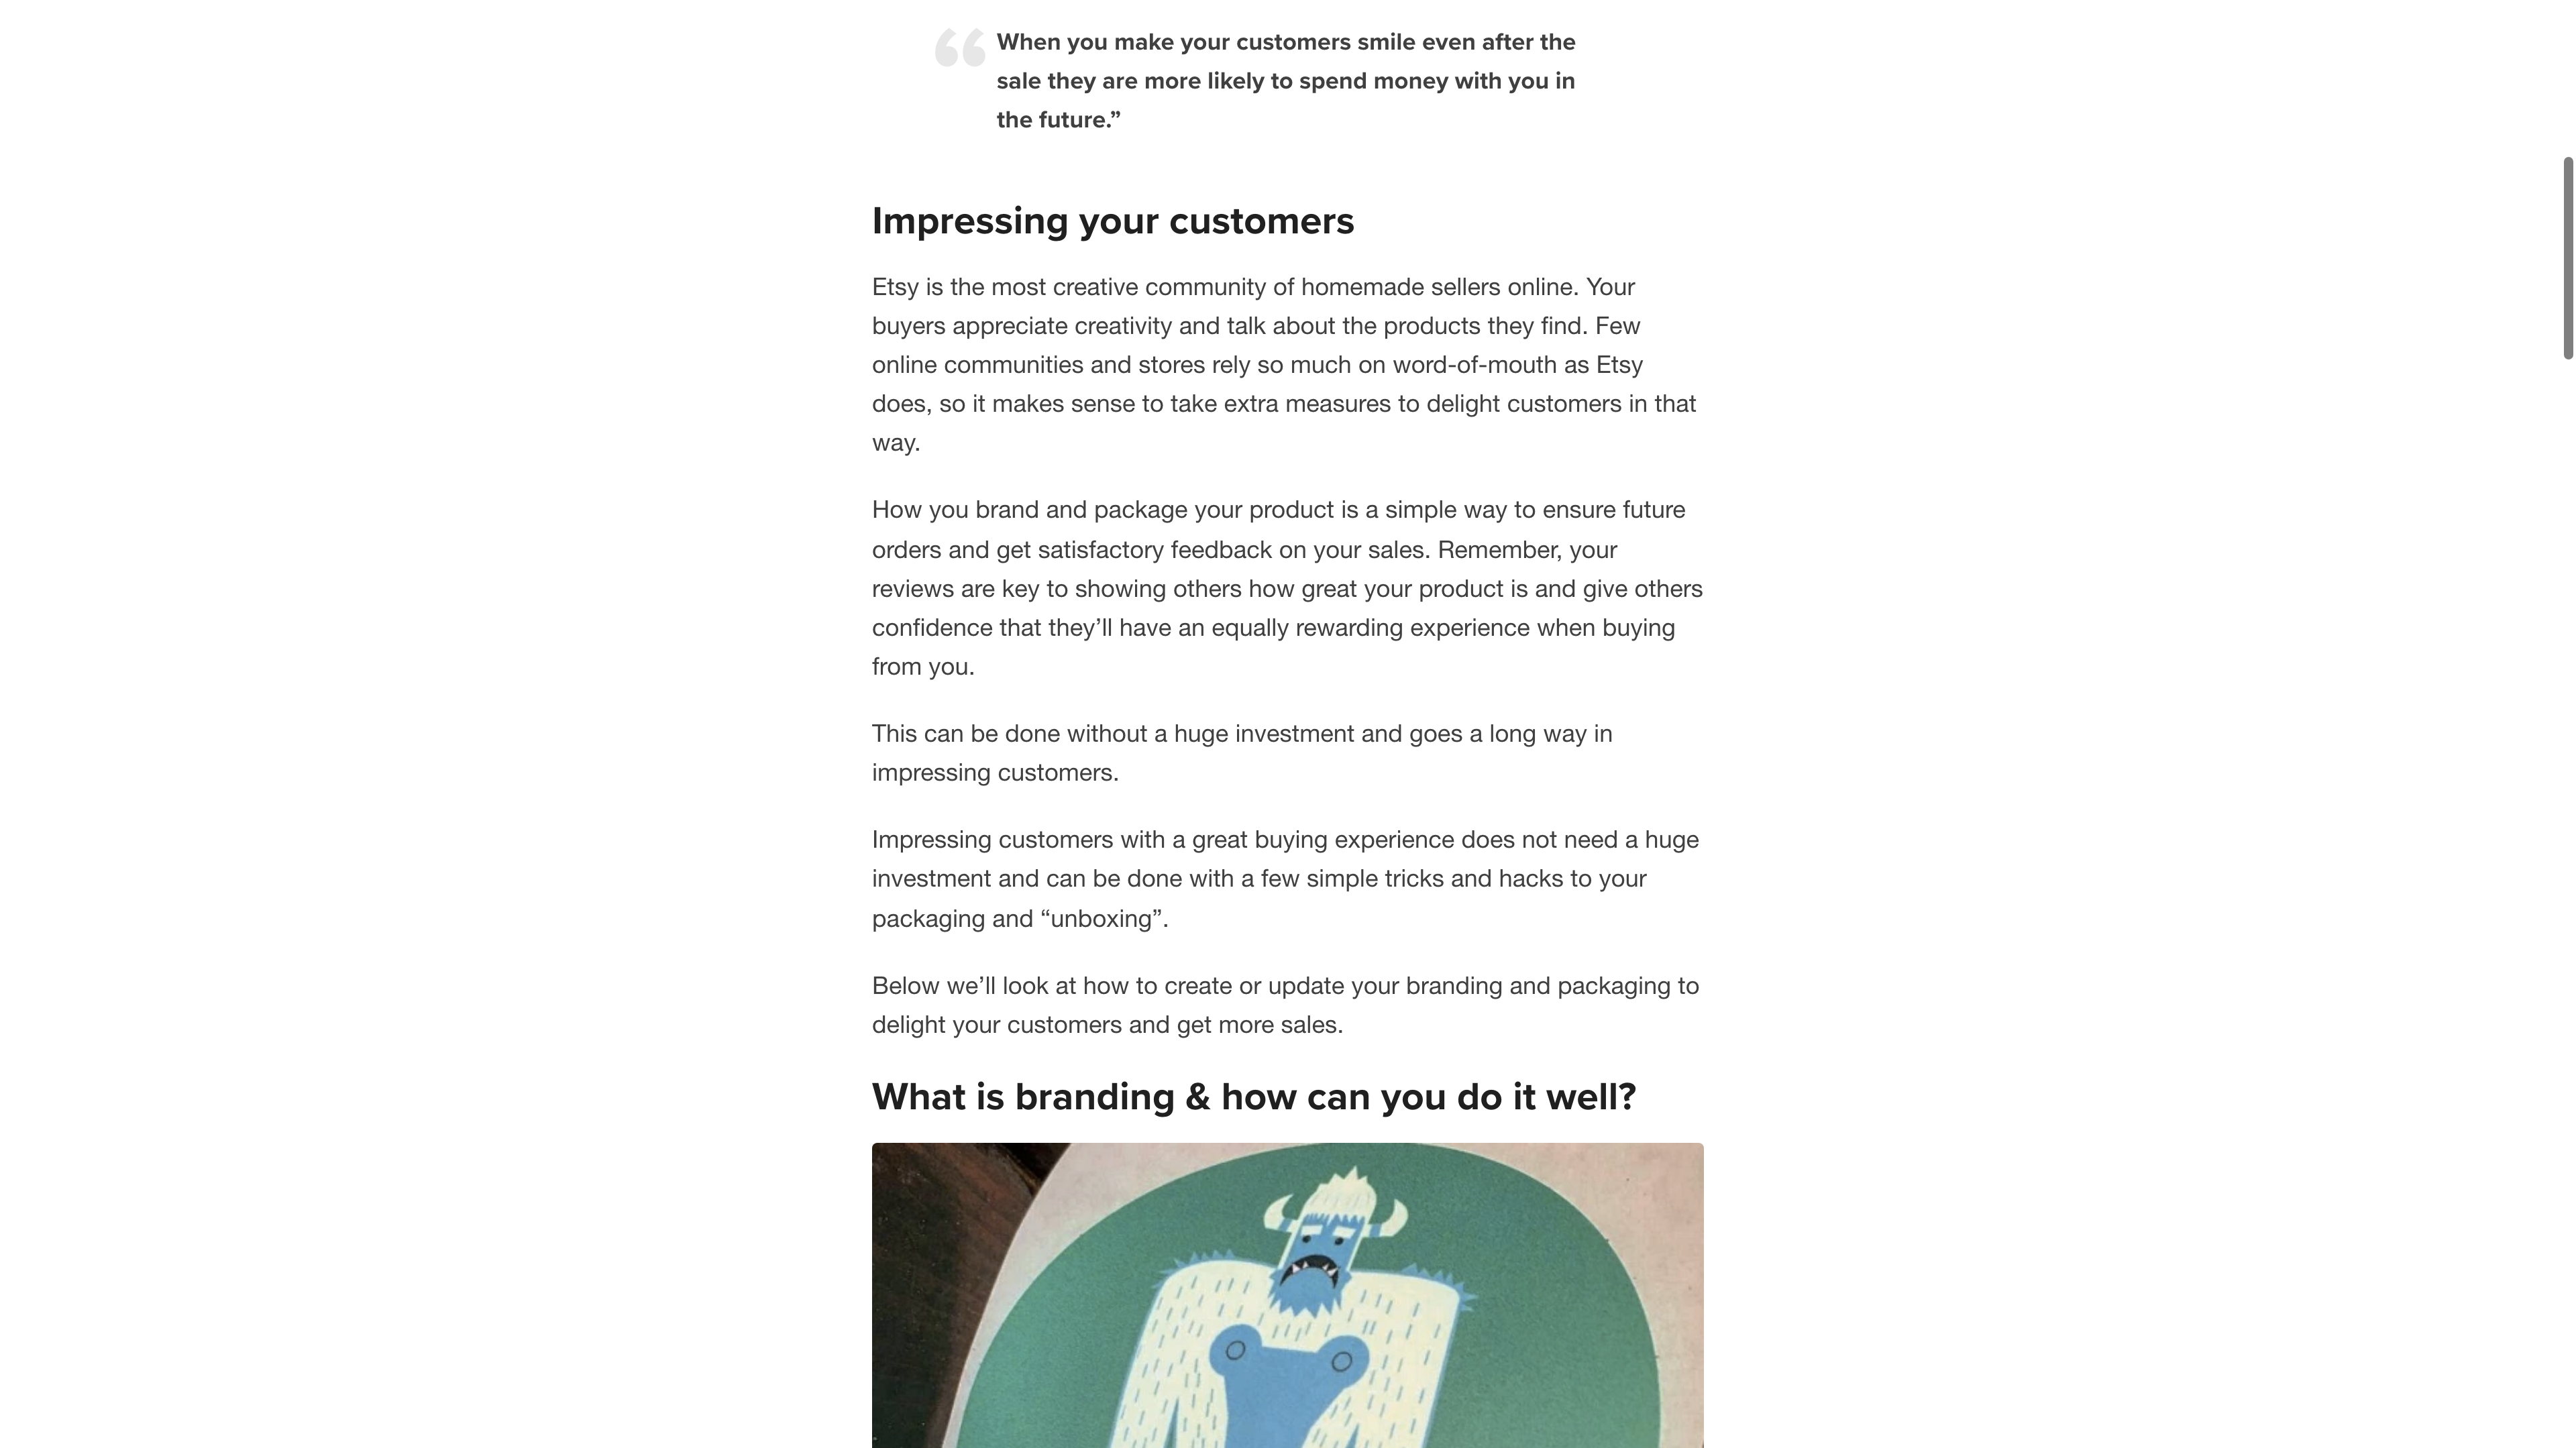 When you make your customers smile even after the
sale they are more likely to spend money with you in
the future.”
Impressing your customers
Etsy is the most creative community of homemade sellers online. Your
buyers appreciate creativity and talk about the products they find. Few
online communities and stores rely so much on word-of-mouth as Etsy
does, so it makes sense to take extra measures to delight customers in that
way.
How you brand and package your product is a simple way to ensure future
orders and get satisfactory feedback on your sales. Remember, your
reviews are key to showing others how great your product is and give others
confidence that they’ll have an equally rewarding experience when buying
from you.
This can be done without a huge investment and goes a long way in
impressing customers.
Impressing customers with a great buying experience does not need a huge
investment and can be done with a few simple tricks and hacks to your
packaging and “unboxing”.
Below we’ll look at how to create or update your branding and packaging to
delight your customers and get more sales.
What is branding & how can you do it well?